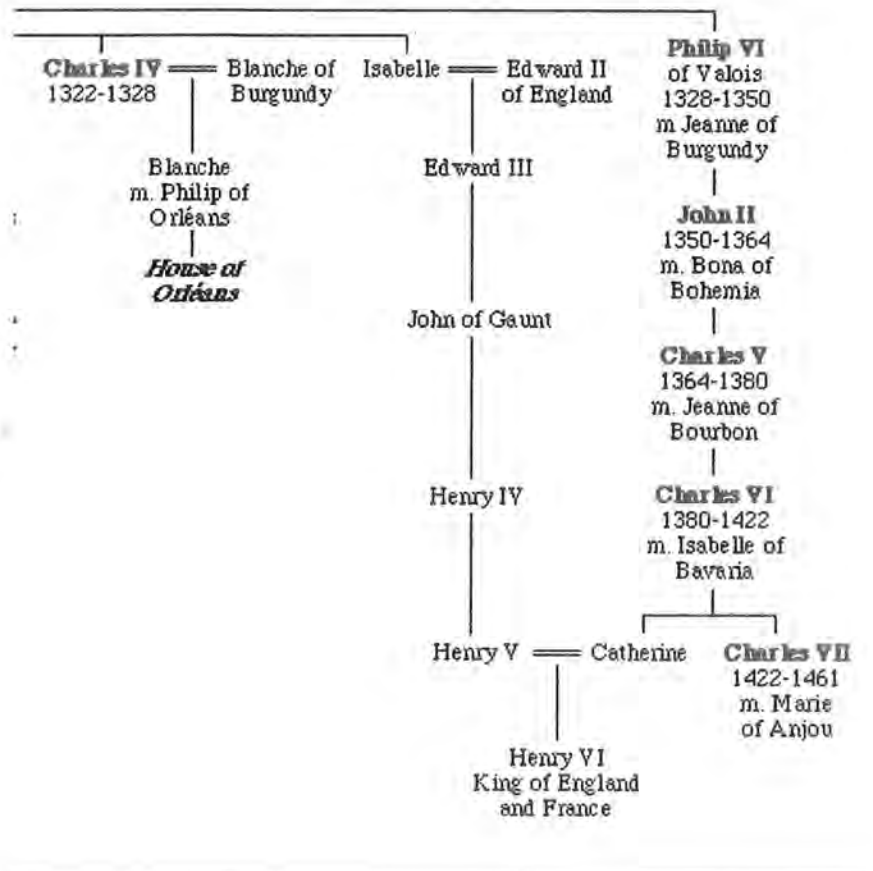 Charles IV
1322-1328
Blanche of
Burgundy
Isabelle
Edward II
of England
Philip VI
of Valois
1328-1350
m Jeanne of
Burgundy
Blanche
m. Philip of
Orléans
House of
Orléans
Edward III
John II
1350-1364
m. Bona of
Bohemia
John of Gaunt
Charles V
1364-1380
m. Jeanne of
Bourbon
Henry IV
Charles VI
1380-1422
m. Isabelle of
Bavaria
Henry V
Catherine
Charles VII
1422-1461
m. Marie
of Anjou
Henry VI
King of England
and France